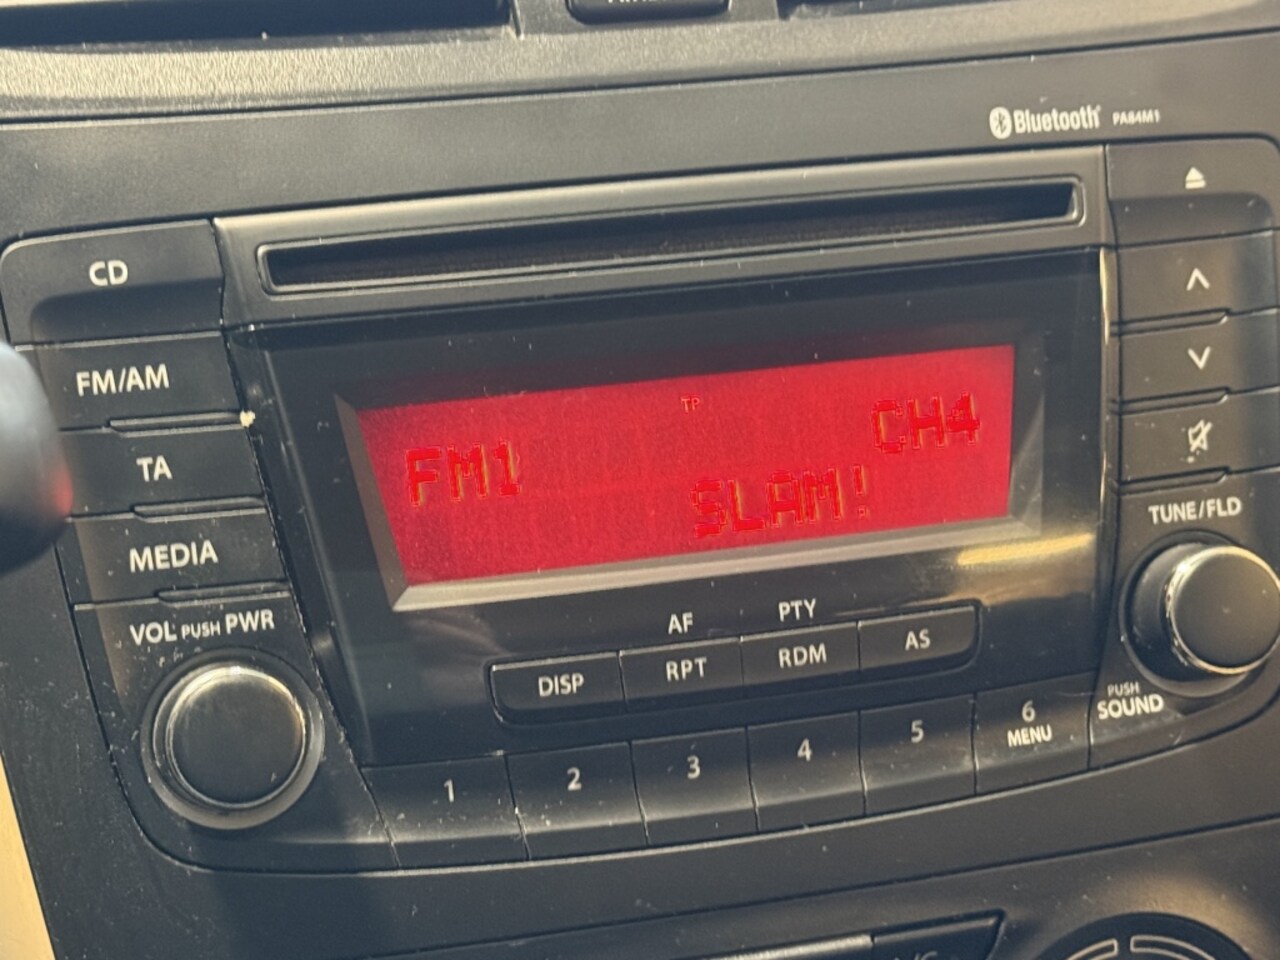 Bluetooth PA84M1
CD
FM/AM
TA
MEDIA
VOL PUSH PWR
TP
FM1
CH4
SLAM!
TUNE/FLD
PUSH
SOUND
AF
PTY
DISP
RPT
RDM
AS
1
2
3
4
5
6
MENU